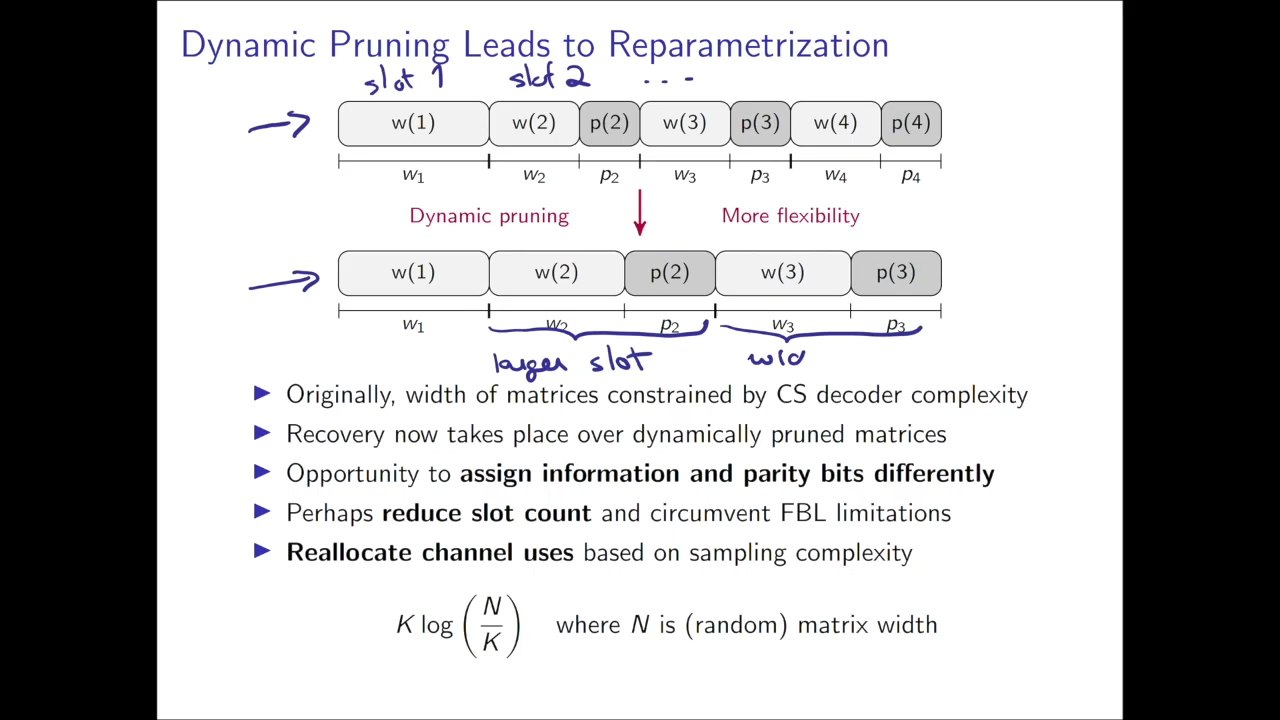 Dynamic Pruning Leads to Reparametrization
slot 1 slot 2 ...
w(1) w(2) p(2) w(3) p(3) w(4) p(4)
w₁ w₂ p₂ w₃ p₃ w₄ p₄
Dynamic pruning More flexibility
w(1) w(2) p(2) w(3) p(3)
w₁ w₂ p₂ w₃ p₃
larger slot wid
▶ Originally, width of matrices constrained by CS decoder complexity
▶ Recovery now takes place over dynamically pruned matrices
▶ Opportunity to assign information and parity bits differently
▶ Perhaps reduce slot count and circumvent FBL limitations
▶ Reallocate channel uses based on sampling complexity
K log (N/K) where N is (random) matrix width